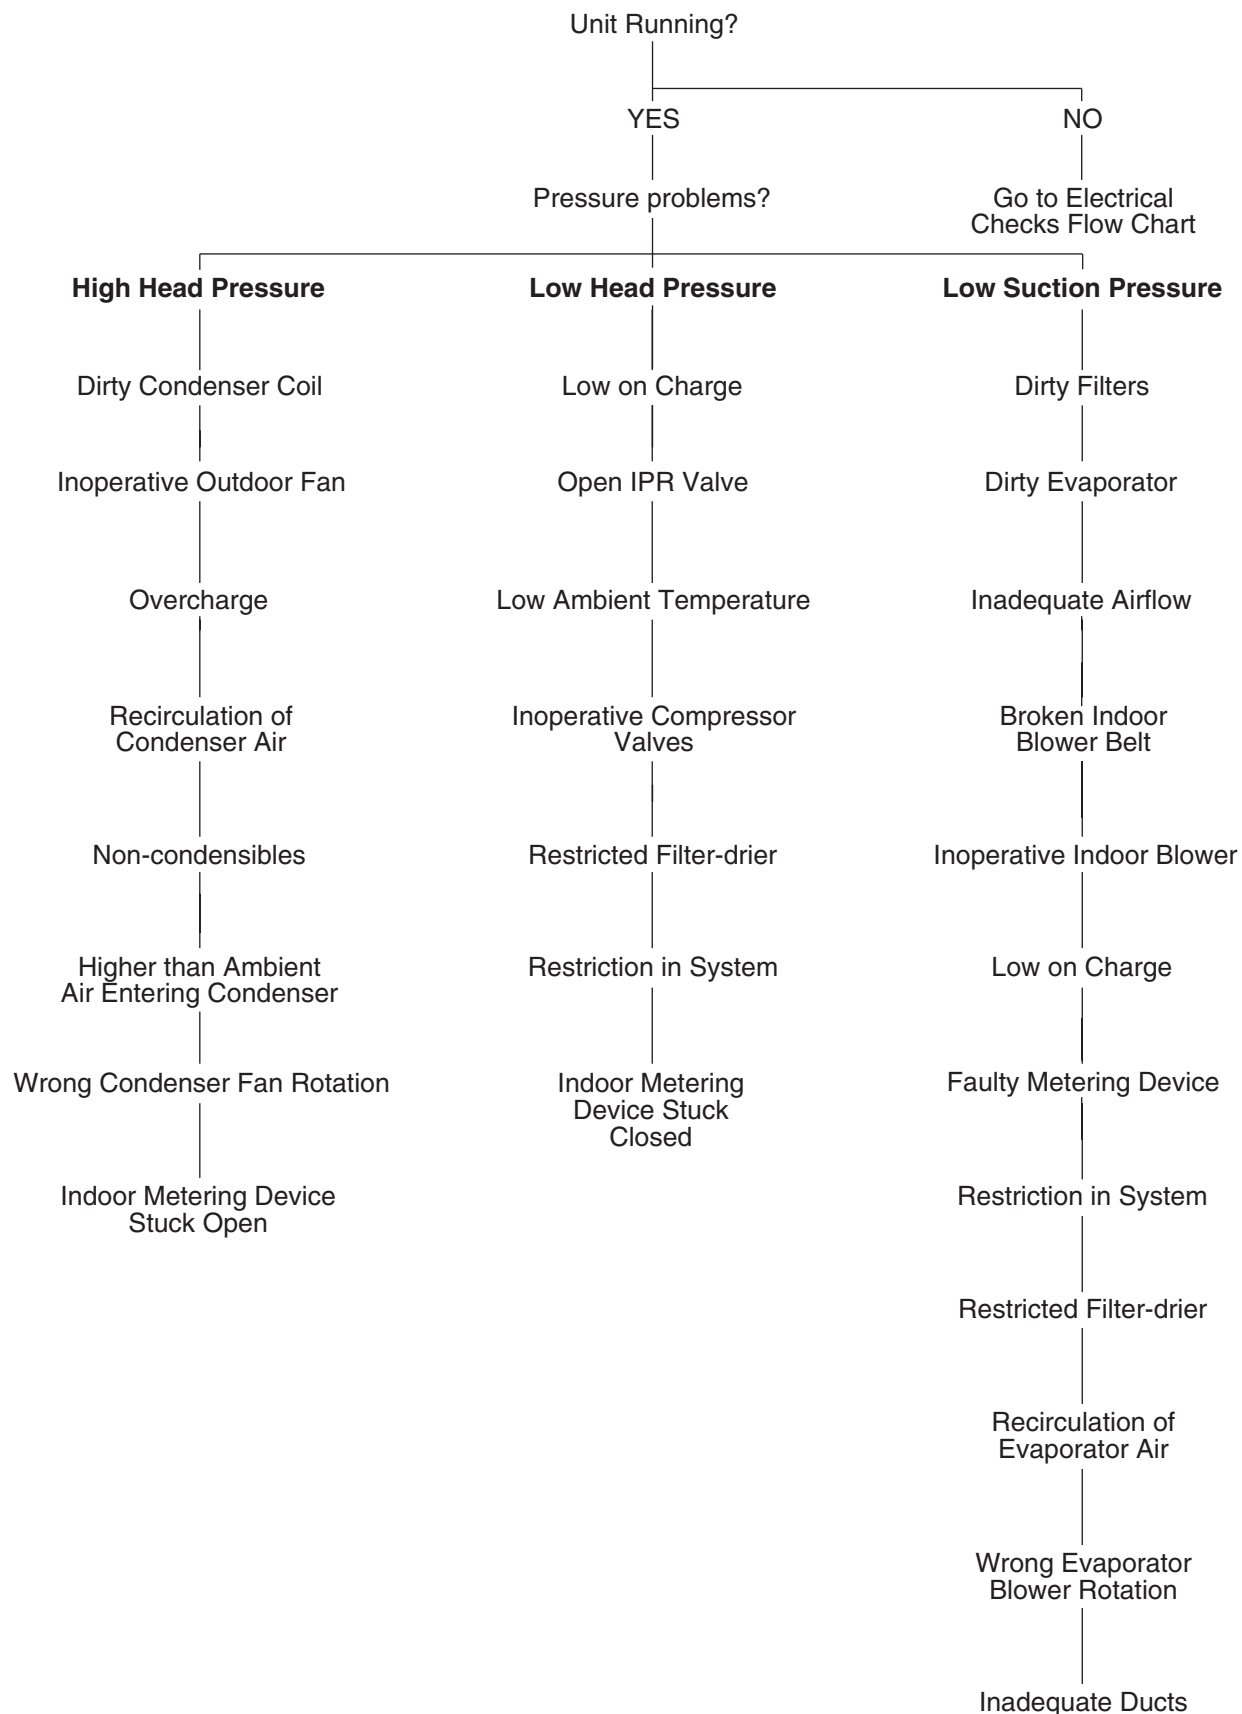 Unit Running?
YES
NO
Pressure problems?
Go to Electrical
Checks Flow Chart
High Head Pressure
Low Head Pressure
Low Suction Pressure
Dirty Condenser Coil
Low on Charge
Dirty Filters
Inoperative Outdoor Fan
Open IPR Valve
Dirty Evaporator
Overcharge
Low Ambient Temperature
Inadequate Airflow
Recirculation of
Condenser Air
Inoperative Compressor
Valves
Broken Indoor
Blower Belt
Non-condensibles
Restricted Filter-drier
Inoperative Indoor Blower
Higher than Ambient
Air Entering Condenser
Restriction in System
Low on Charge
Wrong Condenser Fan Rotation
Indoor Metering
Device Stuck
Closed
Faulty Metering Device
Indoor Metering Device
Stuck Open
Restriction in System
Restricted Filter-drier
Recirculation of
Evaporator Air
Wrong Evaporator
Blower Rotation
Inadequate Ducts